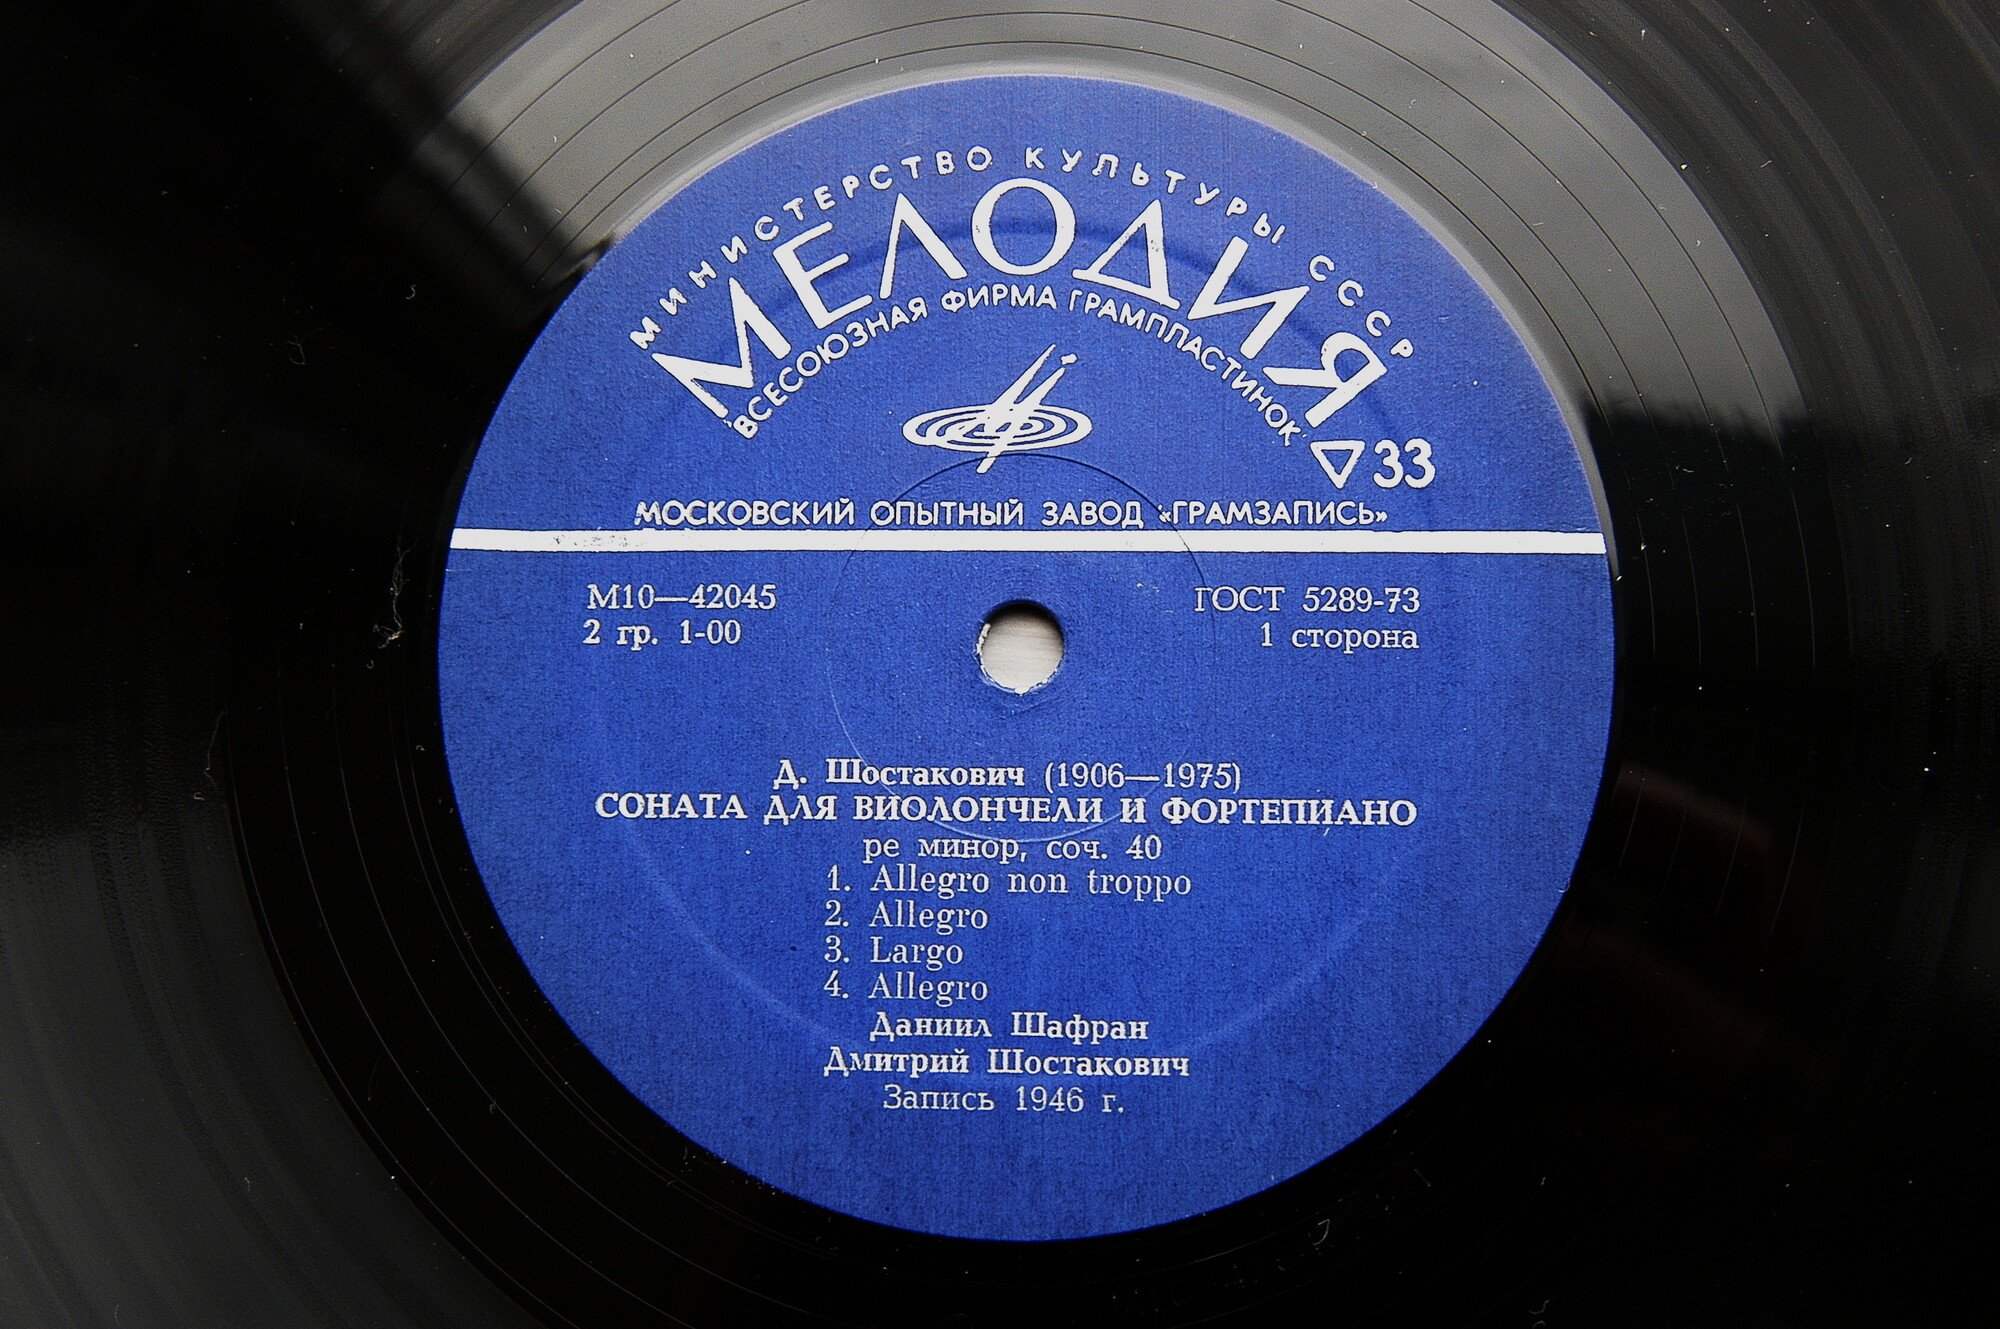 МИНИСТЕРСТВО КУЛЬТУРЫ СССР
МЕЛОДИЯ
ВСЕСОЮЗНАЯ ФИРМА ГРАМПЛАСТИНОК
33
МОСКОВСКИЙ ОПЫТНЫЙ ЗАВОД «ГРАМЗАПИСЬ»
М10—42045
ГОСТ 5289-73
2 гр. 1-00
1 сторона
Д. Шостакович (1906—1975)
СОНАТА ДЛЯ ВИОЛОНЧЕЛИ И ФОРТЕПИАНО
ре минор, соч. 40
1. Allegro non troppo
2. Allegro
3. Largo
4. Allegro
Даниил Шафран
Дмитрий Шостакович
Запись 1946 г.